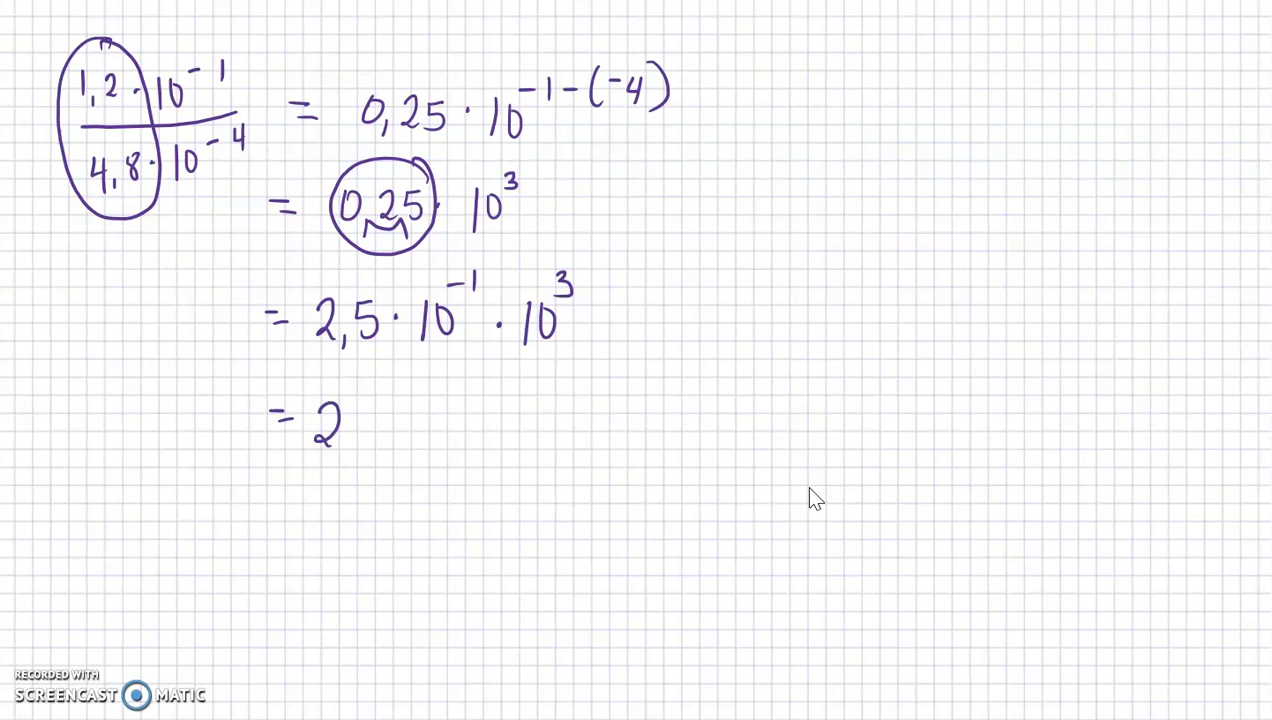 1,2 · 10⁻¹ / 4,8 · 10⁻⁴ = 0,25 · 10⁻¹⁻⁽⁻⁴⁾
= 0,25 · 10³
= 2,5 · 10⁻¹ · 10³
= 2
RECORDED WITH
SCREENCAST MATIC